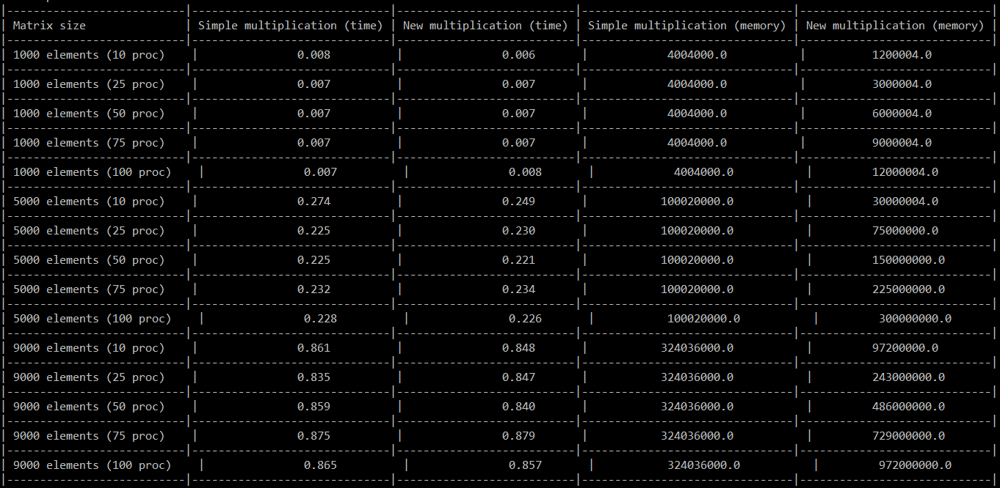 |---------------------------|------------------------------|---------------------------|--------------------------------|-----------------------------|
| Matrix size               | Simple multiplication (time) | New multiplication (time) | Simple multiplication (memory) | New multiplication (memory) |
|---------------------------|------------------------------|---------------------------|--------------------------------|-----------------------------|
| 1000 elements (10 proc)    |               0.008          |               0.006       |            4004000.0           |          1200004.0
|---------------------------|------------------------------|---------------------------|--------------------------------|-----------------------------|
| 1000 elements (25 proc)    |               0.007          |               0.007       |            4004000.0           |          3000004.0
|---------------------------|------------------------------|---------------------------|--------------------------------|-----------------------------|
| 1000 elements (50 proc)    |               0.007          |               0.007       |            4004000.0           |          6000004.0
|---------------------------|------------------------------|---------------------------|--------------------------------|-----------------------------|
| 1000 elements (75 proc)    |               0.007          |               0.007       |            4004000.0           |          9000004.0
|---------------------------|------------------------------|---------------------------|--------------------------------|-----------------------------|
| 1000 elements (100 proc)    |               0.007          |               0.008       |            4004000.0           |          12000004.0
|---------------------------|------------------------------|---------------------------|--------------------------------|-----------------------------|
| 5000 elements (10 proc)    |               0.274          |               0.249       |           100020000.0           |         30000004.0
|---------------------------|------------------------------|---------------------------|--------------------------------|-----------------------------|
| 5000 elements (25 proc)    |               0.225          |               0.230       |           100020000.0           |         75000000.0
|---------------------------|------------------------------|---------------------------|--------------------------------|-----------------------------|
| 5000 elements (50 proc)    |               0.225          |               0.221       |           100020000.0           |         150000000.0
|---------------------------|------------------------------|---------------------------|--------------------------------|-----------------------------|
| 5000 elements (75 proc)    |               0.232          |               0.234       |           100020000.0           |         225000000.0
|---------------------------|------------------------------|---------------------------|--------------------------------|-----------------------------|
| 5000 elements (100 proc)    |               0.228          |               0.226       |           100020000.0           |         300000000.0
|---------------------------|------------------------------|---------------------------|--------------------------------|-----------------------------|
| 9000 elements (10 proc)    |               0.861          |               0.848       |           324036000.0           |         97200000.0
|---------------------------|------------------------------|---------------------------|--------------------------------|-----------------------------|
| 9000 elements (25 proc)    |               0.835          |               0.847       |           324036000.0           |         243000000.0
|---------------------------|------------------------------|---------------------------|--------------------------------|-----------------------------|
| 9000 elements (50 proc)    |               0.859          |               0.840       |           324036000.0           |         486000000.0
|---------------------------|------------------------------|---------------------------|--------------------------------|-----------------------------|
| 9000 elements (75 proc)    |               0.875          |               0.879       |           324036000.0           |         729000000.0
|---------------------------|------------------------------|---------------------------|--------------------------------|-----------------------------|
| 9000 elements (100 proc)    |               0.865          |               0.857       |           324036000.0           |         972000000.0
|---------------------------|------------------------------|---------------------------|--------------------------------|-----------------------------|